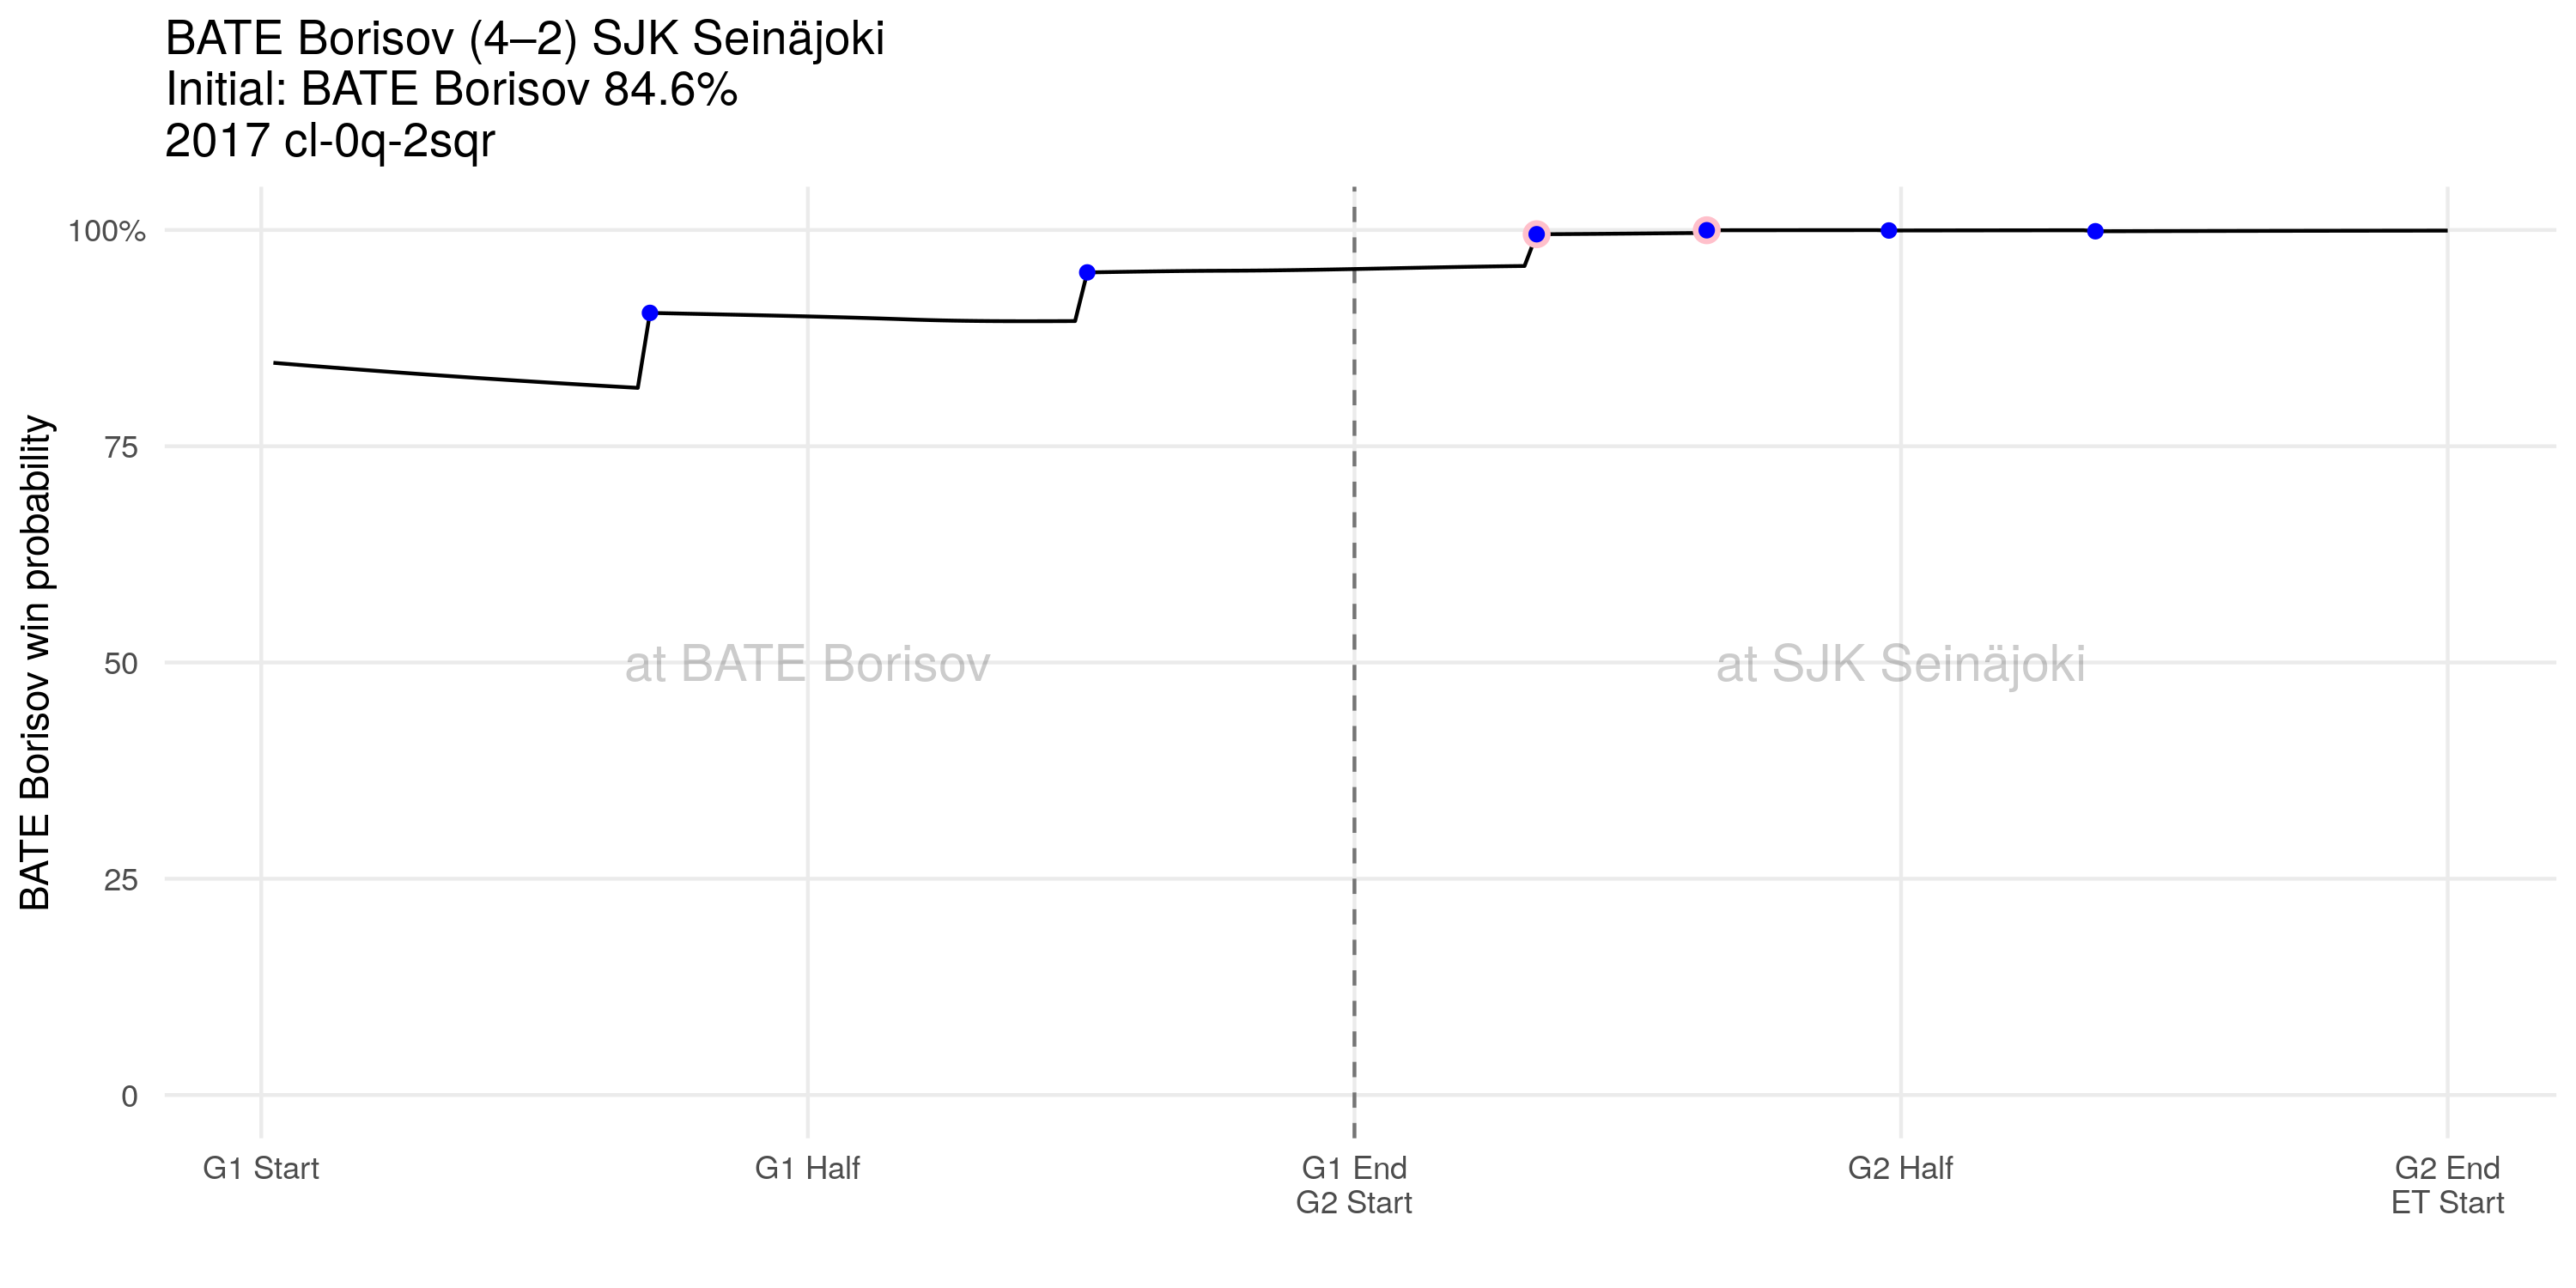 BATE Borisov (4–2) SJK Seinäjoki
Initial: BATE Borisov 84.6%
2017 cl-0q-2sqr
BATE Borisov win probability
100%
75
50
25
0
at BATE Borisov
at SJK Seinäjoki
G1 Start
G1 Half
G1 End
G2 Start
G2 Half
G2 End
ET Start